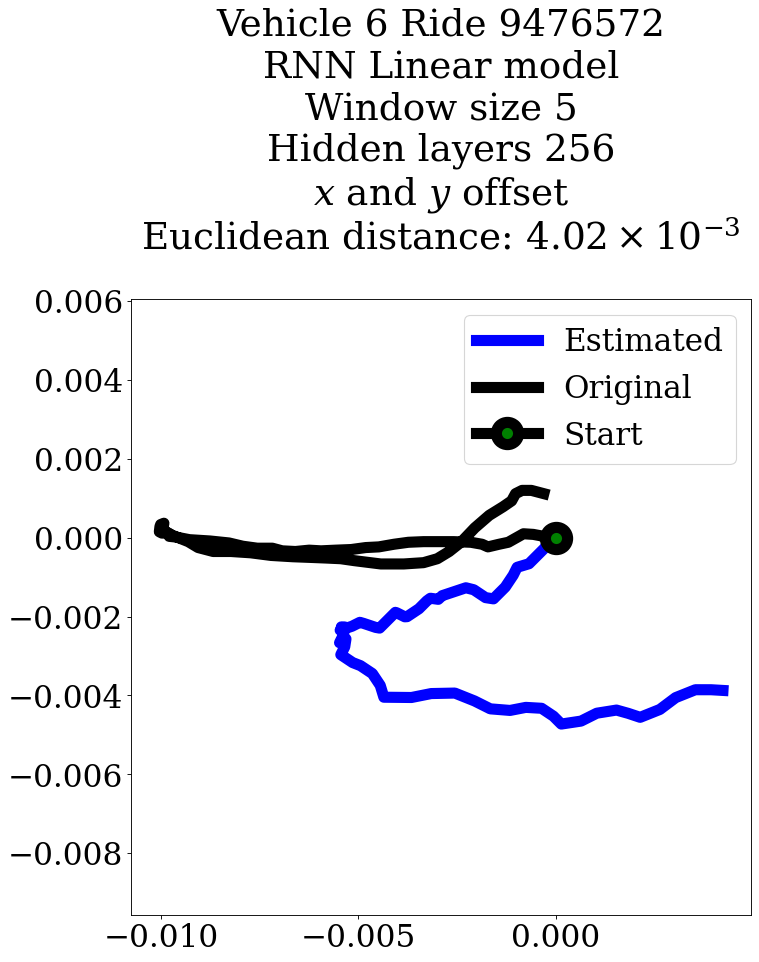 Vehicle 6 Ride 9476572
RNN Linear model
Window size 5
Hidden layers 256
x and y offset
Euclidean distance: 4.02 × 10⁻³
0.006
0.004
0.002
0.000
−0.002
−0.004
−0.006
−0.008
Estimated
Original
Start
−0.010 −0.005 0.000